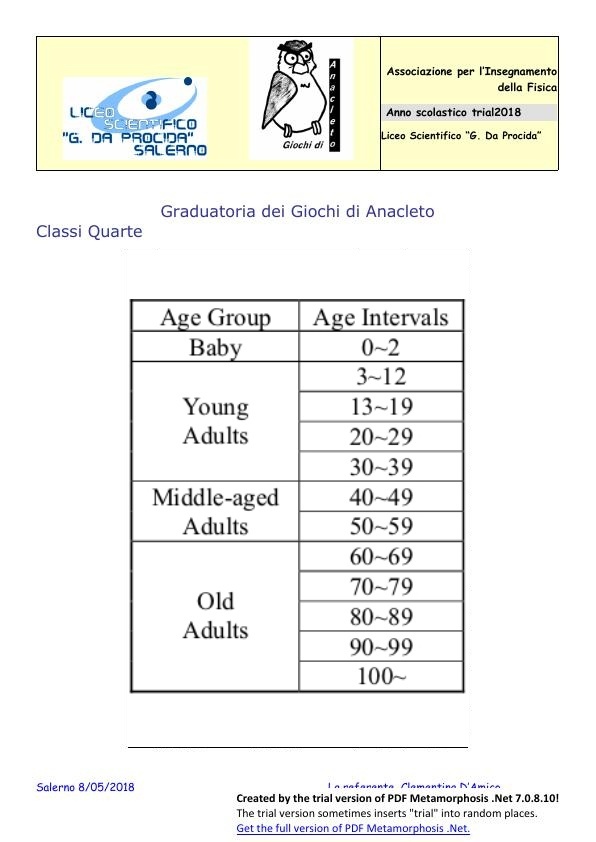 LICEO
SCIENTIFICO
"G. DA PROCIDA"
SALERNO
Anacleto
Giochi di
Associazione per l'Insegnamento
della Fisica
Anno scolastico trial2018
Liceo Scientifico "G. Da Procida"
Graduatoria dei Giochi di Anacleto
Classi Quarte
Age Group Age Intervals
Baby 0~2
3~12
Young 13~19
Adults 20~29
30~39
Middle-aged 40~49
Adults 50~59
60~69
70~79
Old 80~89
Adults 90~99
100~
Salerno 8/05/2018 La referente Clementina D'Amico
Created by the trial version of PDF Metamorphosis .Net 7.0.8.10!
The trial version sometimes inserts "trial" into random places.
Get the full version of PDF Metamorphosis .Net.